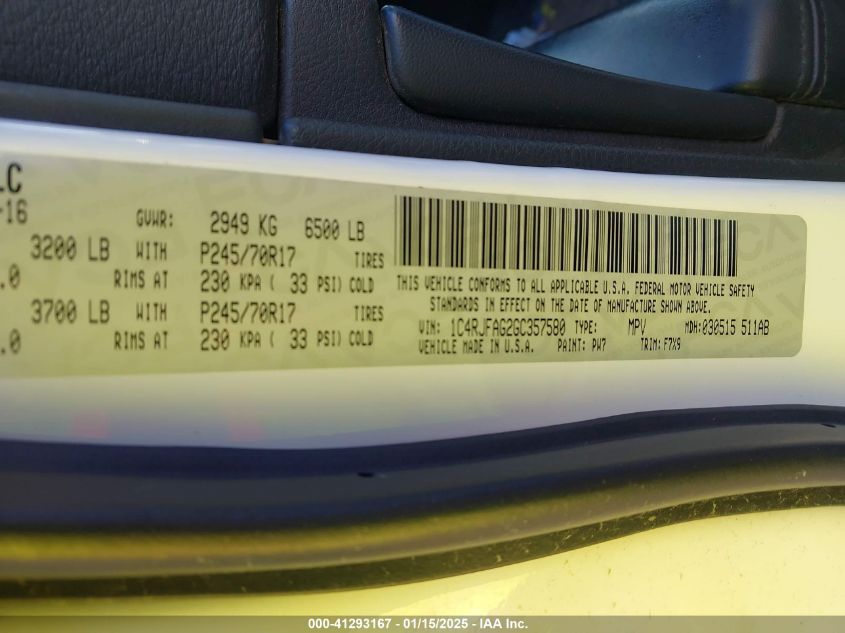 LC
-16 GVWR: 2949 KG 6500 LB
3200 LB WITH P245/70R17 TIRES
.0 RIMS AT 230 KPA ( 33 PSI) COLD
3700 LB WITH P245/70R17 TIRES
.0 RIMS AT 230 KPA ( 33 PSI) COLD
THIS VEHICLE CONFORMS TO ALL APPLICABLE U.S.A. FEDERAL MOTOR VEHICLE SAFETY
STANDARDS IN EFFECT ON THE DATE OF MANUFACTURE SHOWN ABOVE.
VIN: 1C4RJFAG2GC357580 TYPE: MPV MDH:030515 511AB
VEHICLE MADE IN U.S.A. PAINT: PW7 TRIM: F7X9
000-41293167 - 01/15/2025 - IAA Inc.